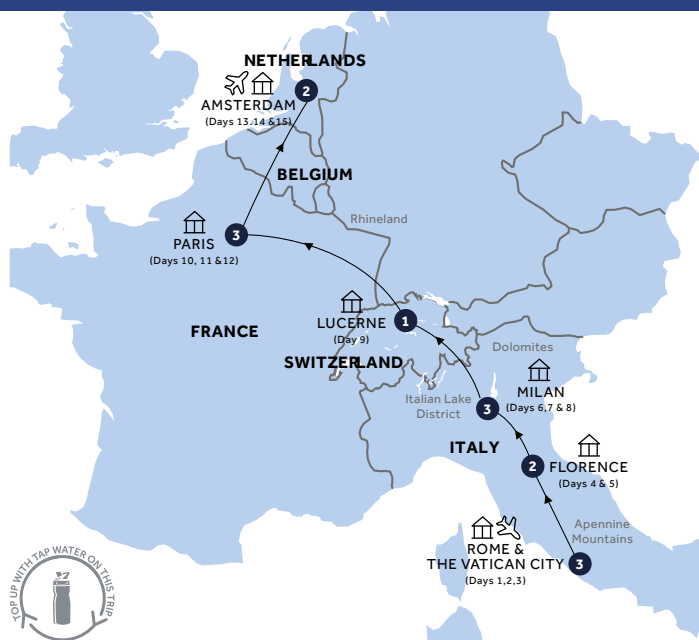 NETHERLANDS
2
AMSTERDAM
(Days 13.14 &15)
BELGIUM
Rhineland
3
PARIS
(Days 10, 11 &12)
1
LUCERNE
(Day 9)
FRANCE
SWITZERLAND
Dolomites
Italian Lake
District
MILAN
(Days 6,7 & 8)
3
ITALY
2
FLORENCE
(Days 4 & 5)
Apennine
Mountains
ROME &
THE VATICAN CITY
(Days 1,2,3)
3
TOP UP WITH TAP WATER ON THIS TRIP